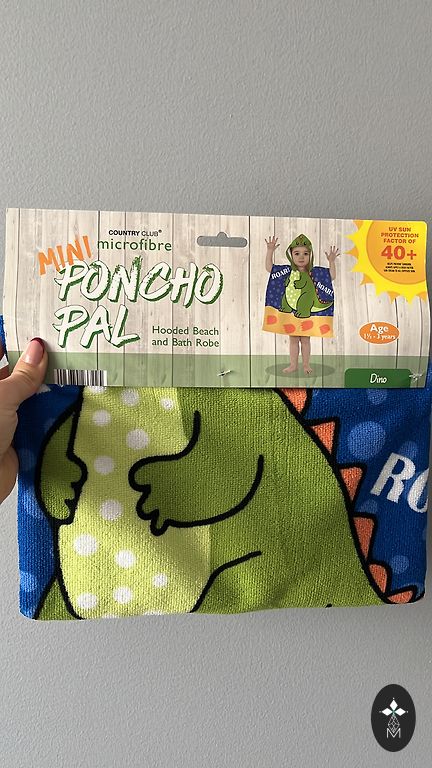 COUNTRY CLUB®
microfibre
MINI
PONCHO
PAL
Hooded Beach
and Bath Robe
ROAR!
ROAR!
UV SUN
PROTECTION
FACTOR OF
40+
Age
1½ - 3 years
Dino
RO
M